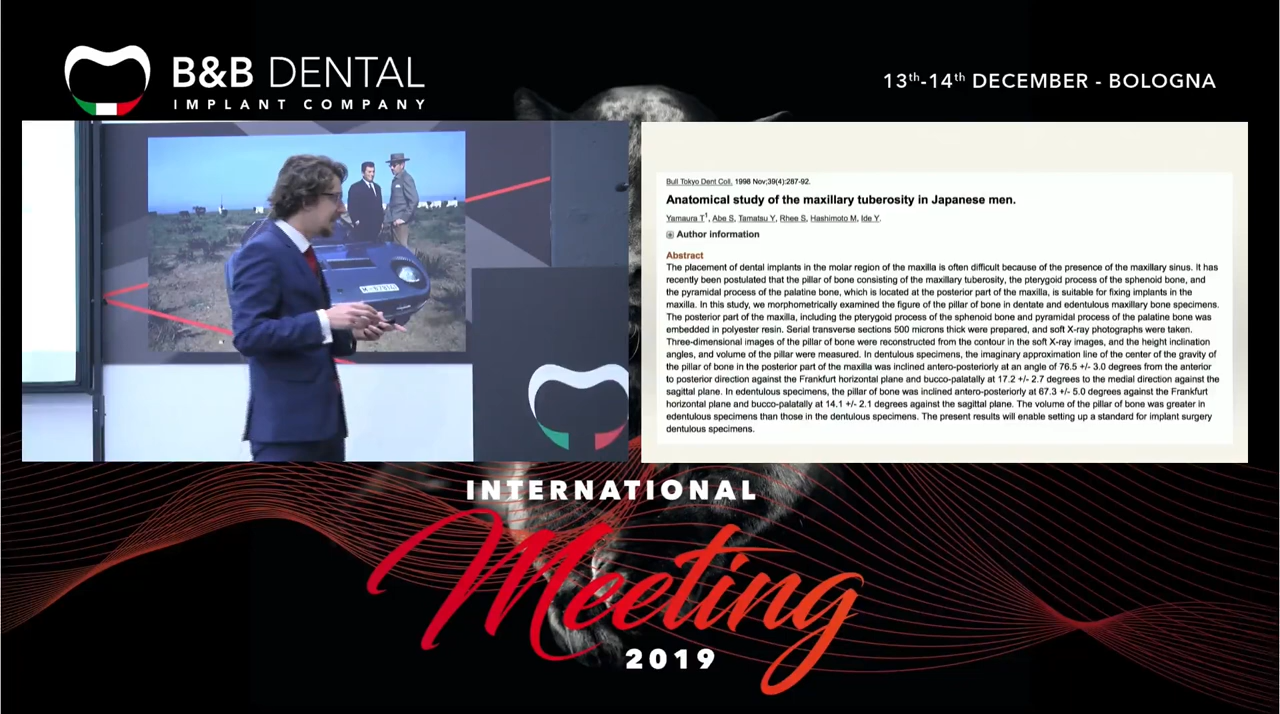 B&B DENTAL
IMPLANT COMPANY
13th-14th DECEMBER - BOLOGNA
Bull Tokyo Dent Coll. 1998 Nov;39(4):287-92.
Anatomical study of the maxillary tuberosity in Japanese men.
Yamaura T1, Abe S, Tamatsu Y, Rhee S, Hashimoto M, Ide Y.
Author information
Abstract
The placement of dental implants in the molar region of the maxilla is often difficult because of the presence of the maxillary sinus. It has
recently been postulated that the pillar of bone consisting of the maxillary tuberosity, the pterygoid process of the sphenoid bone, and
the pyramidal process of the palatine bone, which is located at the posterior part of the maxilla, is suitable for fixing implants in the
maxilla. In this study, we morphometrically examined the figure of the pillar of bone in dentate and edentulous maxillary bone specimens.
The posterior part of the maxilla, including the pterygoid process of the sphenoid bone and pyramidal process of the palatine bone was
embedded in polyester resin. Serial transverse sections 500 microns thick were prepared, and soft X-ray photographs were taken.
Three-dimensional images of the pillar of bone were reconstructed from the contour in the soft X-ray images, and the height inclination
angles, and volume of the pillar were measured. In dentulous specimens, the imaginary approximation line of the center of the gravity of
the pillar of bone in the posterior part of the maxilla was inclined antero-posteriorly at an angle of 76.5 +/- 3.0 degrees from the anterior
to posterior direction against the Frankfurt horizontal plane and bucco-palatally at 17.2 +/- 2.7 degrees to the medial direction against the
sagittal plane. In edentulous specimens, the pillar of bone was inclined antero-posteriorly at 67.3 +/- 5.0 degrees against the Frankfurt
horizontal plane and bucco-palatally at 14.1 +/- 2.1 degrees against the sagittal plane. The volume of the pillar of bone was greater in
edentulous specimens than those in the dentulous specimens. The present results will enable setting up a standard for implant surgery
dentulous specimens.
INTERNATIONAL
Meeting
2019